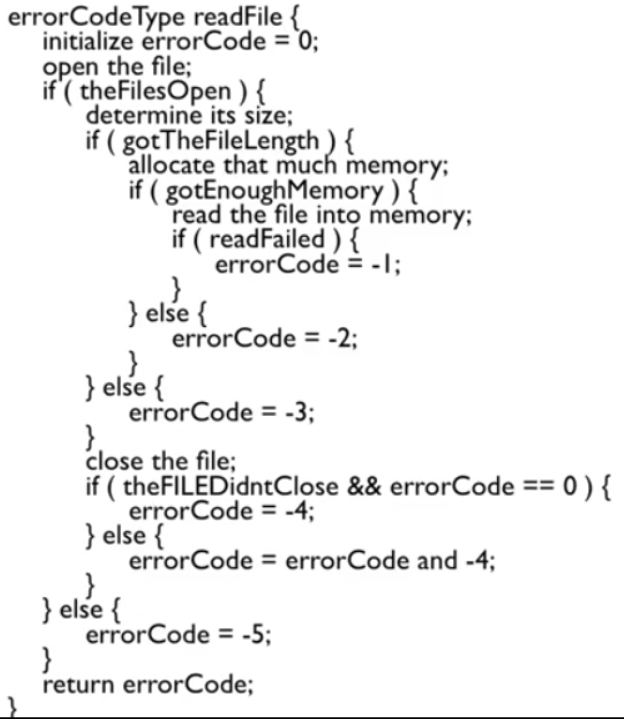 errorCodeType readFile {
initialize errorCode = 0;
open the file;
if ( theFilesOpen ) {
determine its size;
if ( gotTheFileLength ) {
allocate that much memory;
if ( gotEnoughMemory ) {
read the file into memory;
if ( readFailed ) {
errorCode = -1;
}
} else {
errorCode = -2;
}
} else {
errorCode = -3;
}
close the file;
if ( theFILEDidntClose && errorCode == 0 ) {
errorCode = -4;
} else {
errorCode = errorCode and -4;
}
} else {
errorCode = -5;
}
return errorCode;
}